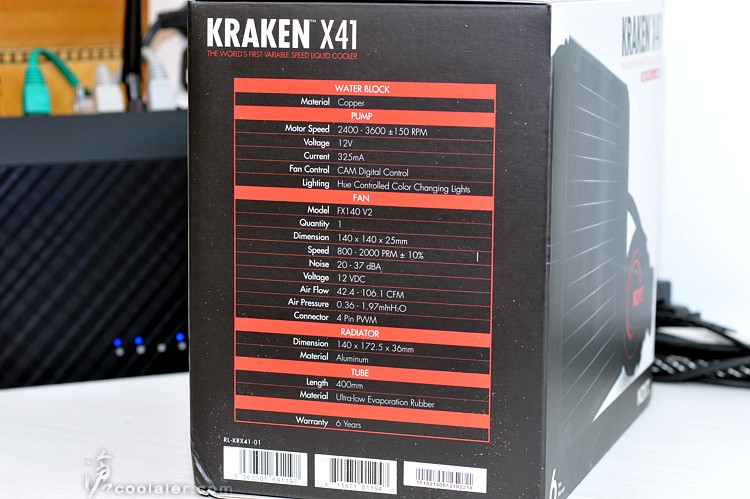 KRAKEN™ X41
THE WORLD'S FIRST VARIABLE SPEED LIQUID COOLER
WATER BLOCK
Material Copper
PUMP
Motor Speed 2400 - 3600 ±150 RPM
Voltage 12V
Current 325mA
Fan Control CAM Digital Control
Lighting Hue Controlled Color Changing Lights
FAN
Model FX140 V2
Quantity 1
Dimension 140 x 140 x 25mm
Speed 800 - 2000 PRM ± 10%
Noise 20 - 37 dBA
Voltage 12 VDC
Air Flow 42.4 - 106.1 CFM
Air Pressure 0.36 - 1.97mhH₂O
Connector 4 Pin PWM
RADIATOR
Dimension 140 x 172.5 x 36mm
Material Aluminum
TUBE
Length 400mm
Material Ultra-low Evaporation Rubber
Warranty 6 Years
RL-KRX41-01
KRAKEN X41
coolaler.com